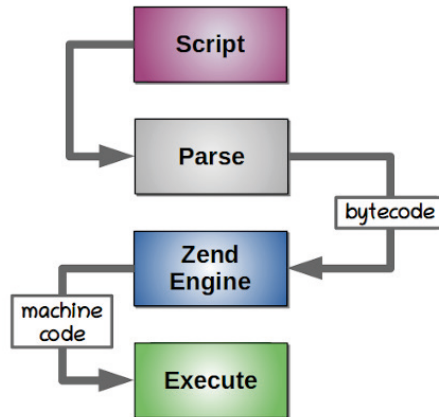 Script
Parse
bytecode
Zend
Engine
machine
code
Execute